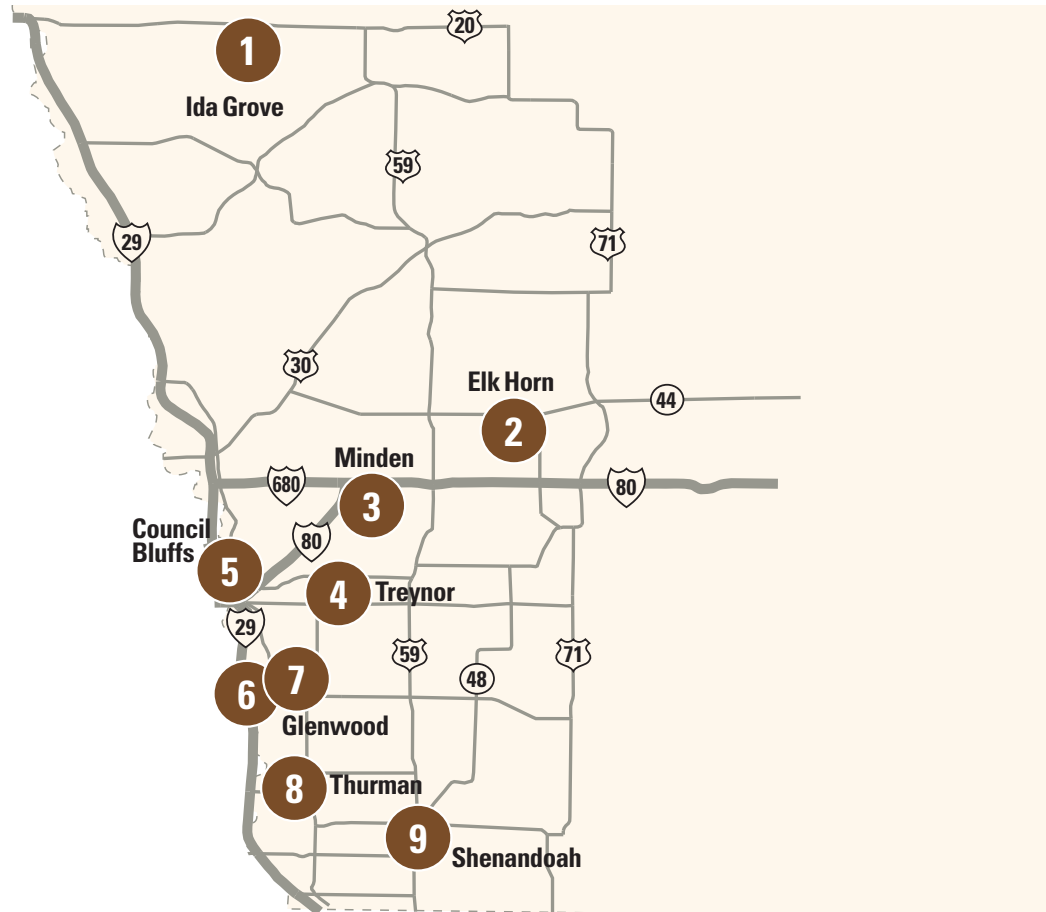 20
1
Ida Grove
59
29
71
30
Elk Horn
44
2
Minden
680
80
3
Council
Bluffs
80
5
4
Treynor
29
59
71
48
7
6
Glenwood
8
Thurman
9
Shenandoah